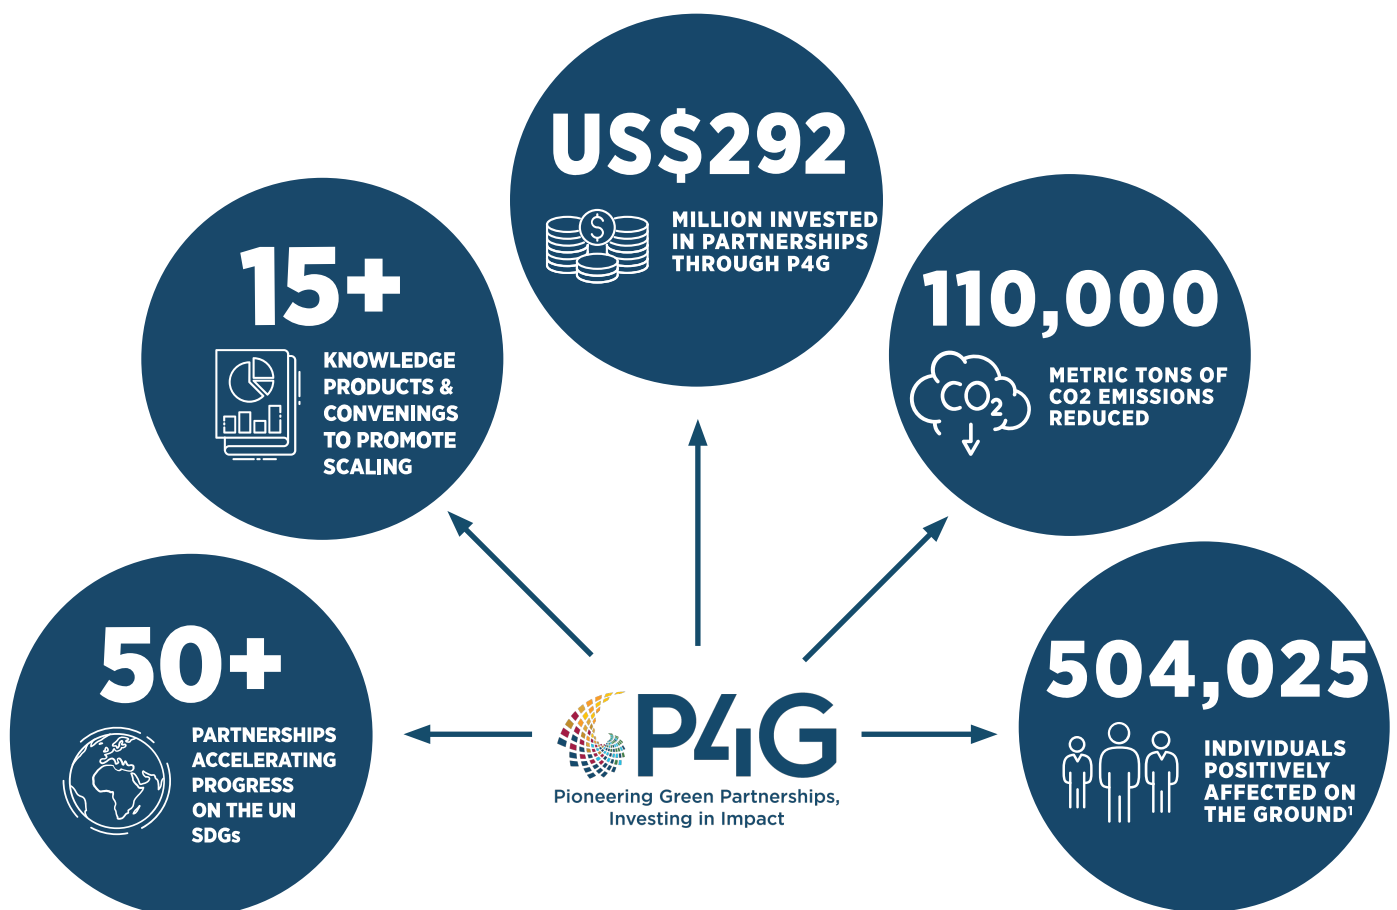 US$292
MILLION INVESTED
IN PARTNERSHIPS
THROUGH P4G
15+
KNOWLEDGE
PRODUCTS &
CONVENINGS
TO PROMOTE
SCALING
110,000
CO2
METRIC TONS OF
CO2 EMISSIONS
REDUCED
50+
PARTNERSHIPS
ACCELERATING
PROGRESS
ON THE UN
SDGs
504,025
INDIVIDUALS
POSITIVELY
AFFECTED ON
THE GROUND¹
P4G
Pioneering Green Partnerships,
Investing in Impact